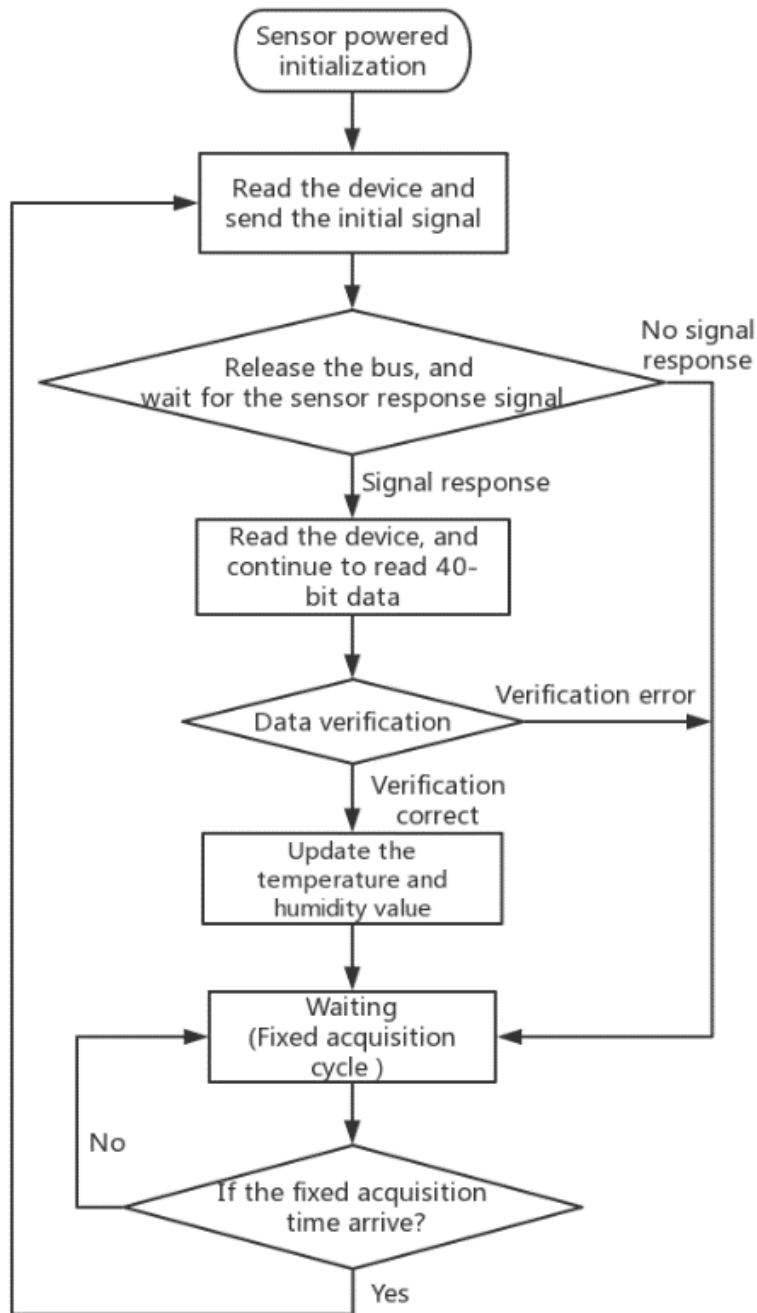 Sensor powered
initialization
Read the device and
send the initial signal
No signal
response
Release the bus, and
wait for the sensor response signal
Signal response
Read the device, and
continue to read 40-
bit data
Verification error
Data verification
Verification
correct
Update the
temperature and
humidity value
Waiting
(Fixed acquisition
cycle )
No
If the fixed acquisition
time arrive?
Yes